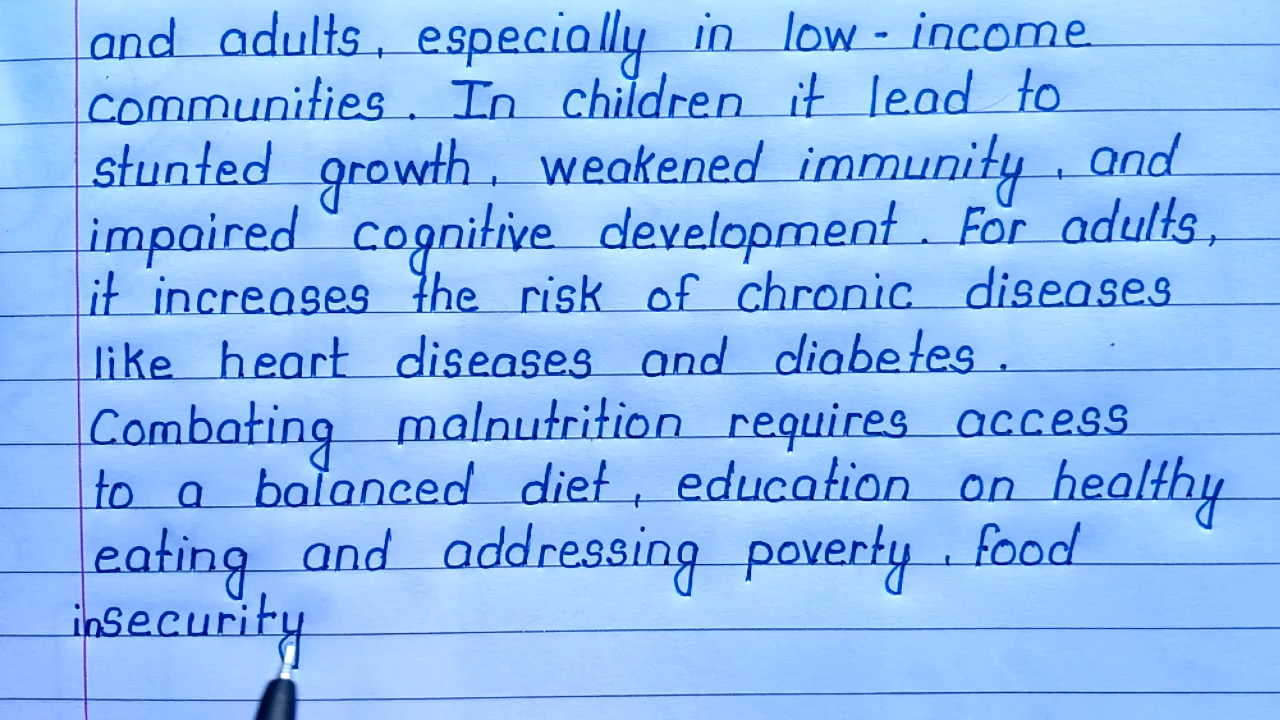 and adults, especially in low - income
communities. In children it lead to
stunted growth, weakened immunity, and
impaired cognitive development. For adults,
it increases the risk of chronic diseases
like heart diseases and diabetes.
Combating malnutrition requires access
to a balanced diet, education on healthy
eating and addressing poverty, food
insecurity